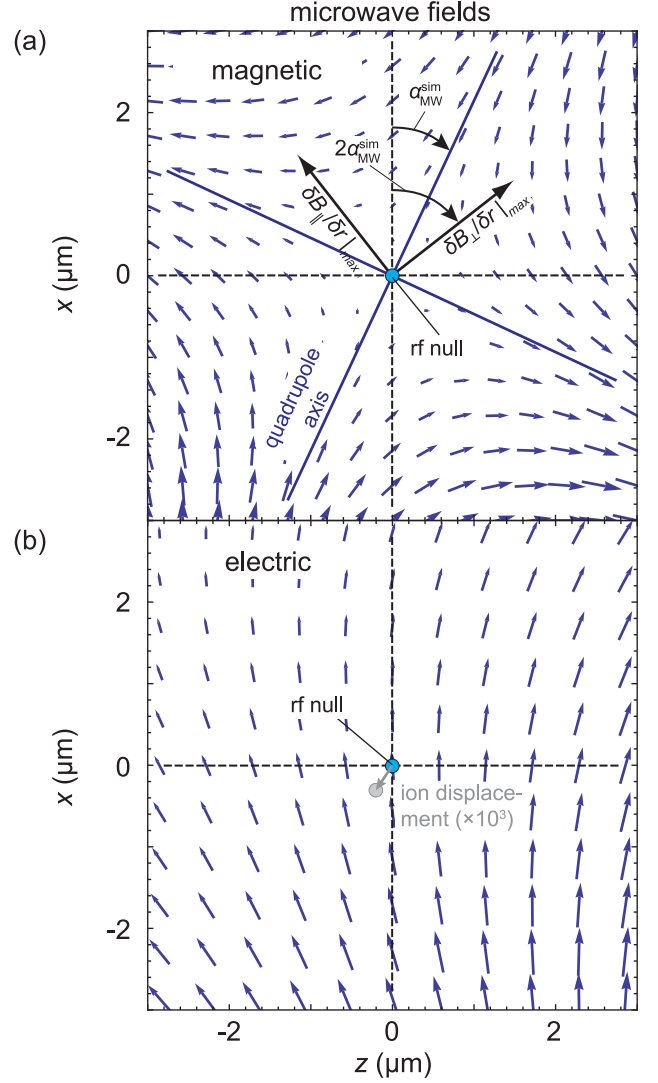 microwave fields
(a)
magnetic
α_MW^sim
2α_MW^sim
δB_∥/δr|_max
δB_⊥/δr|_max
rf null
quadrupole
axis
x (μm)
2
0
-2
(b)
electric
rf null
ion displace-
ment (×10³)
x (μm)
2
0
-2
-2
0
2
z (μm)